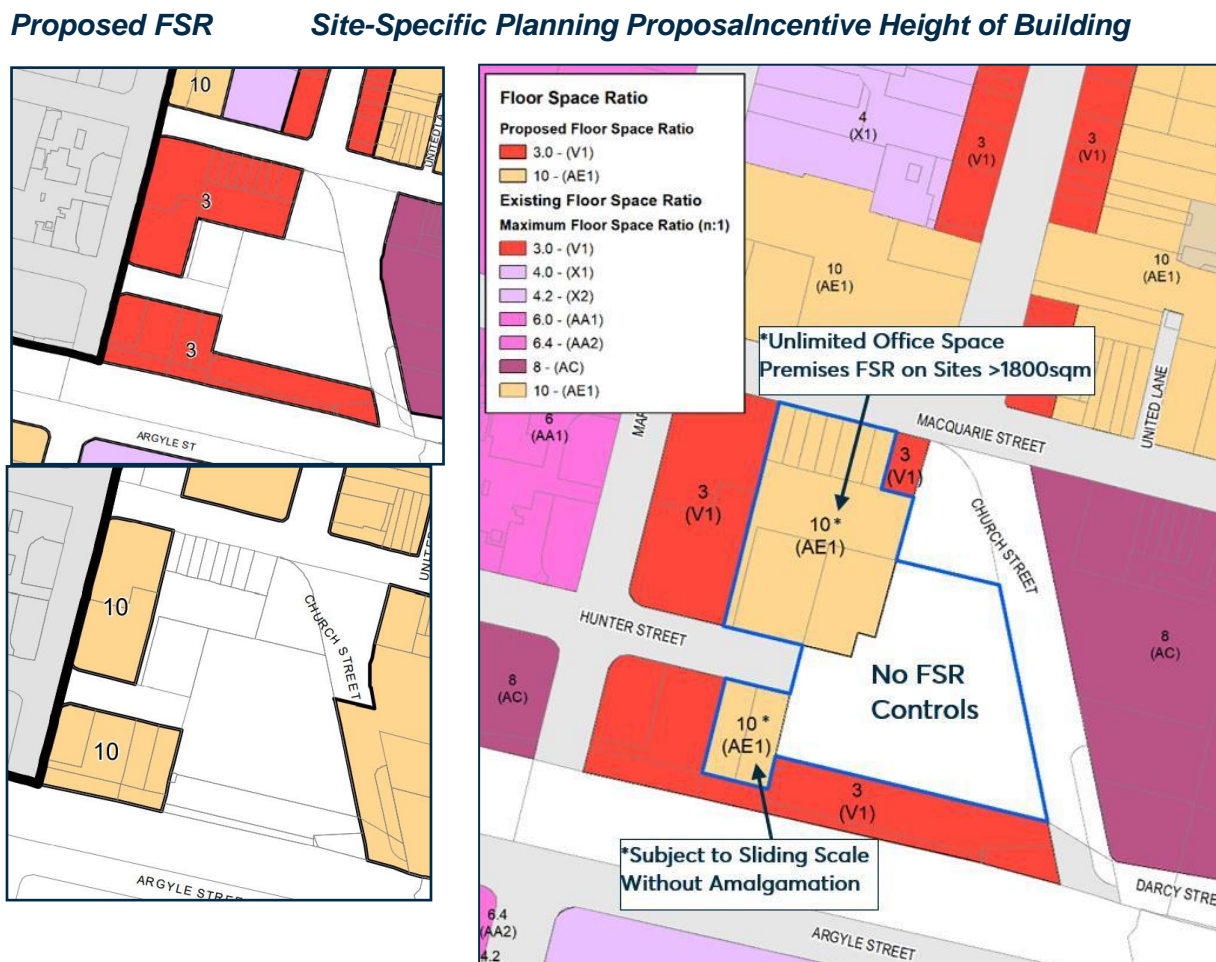 Proposed FSR Site-Specific Planning Proposal Incentive Height of Building
10
UNITED LA
3
3
ARGYLE ST
10
UNIT
CHURCH STREET
10
ARGYLE STREET
Floor Space Ratio
Proposed Floor Space Ratio
3.0 - (V1)
10 - (AE1)
Existing Floor Space Ratio
Maximum Floor Space Ratio (n:1)
3.0 - (V1)
4.0 - (X1)
4.2 - (X2)
6.0 - (AA1)
6.4 - (AA2)
8 - (AC)
10 - (AE1)
4
(X1)
3
(V1)
3
(V1)
10
(AE1)
10
(AE1)
*Unlimited Office Space
Premises FSR on Sites >1800sqm
UNITED LANE
6
(AA1)
MAR
MACQUARIE STREET
3
(V1)
3
(V1)
10*
(AE1)
CHURCH STREET
HUNTER STREET
8
(AC)
8
(AC)
No FSR
Controls
10 *
(AE1)
3
(V1)
*Subject to Sliding Scale
Without Amalgamation
DARCY STRE
6.4
(AA2)
4.2
ARGYLE STREET